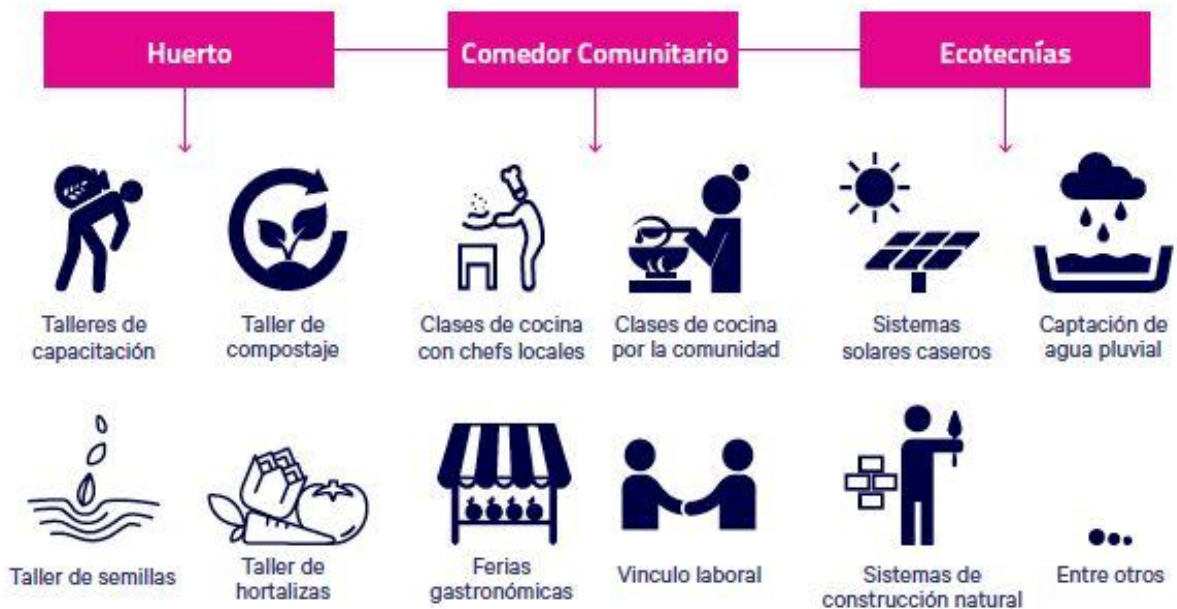 Huerto
Comedor Comunitario
Ecotecnías
Talleres de
capacitación
Taller de
compostaje
Clases de cocina
con chefs locales
Clases de cocina
por la comunidad
Sistemas
solares caseros
Captación de
agua pluvial
Taller de semillas
Taller de
hortalizas
Ferias
gastronómicas
Vinculo laboral
Sistemas de
construcción natural
Entre otros